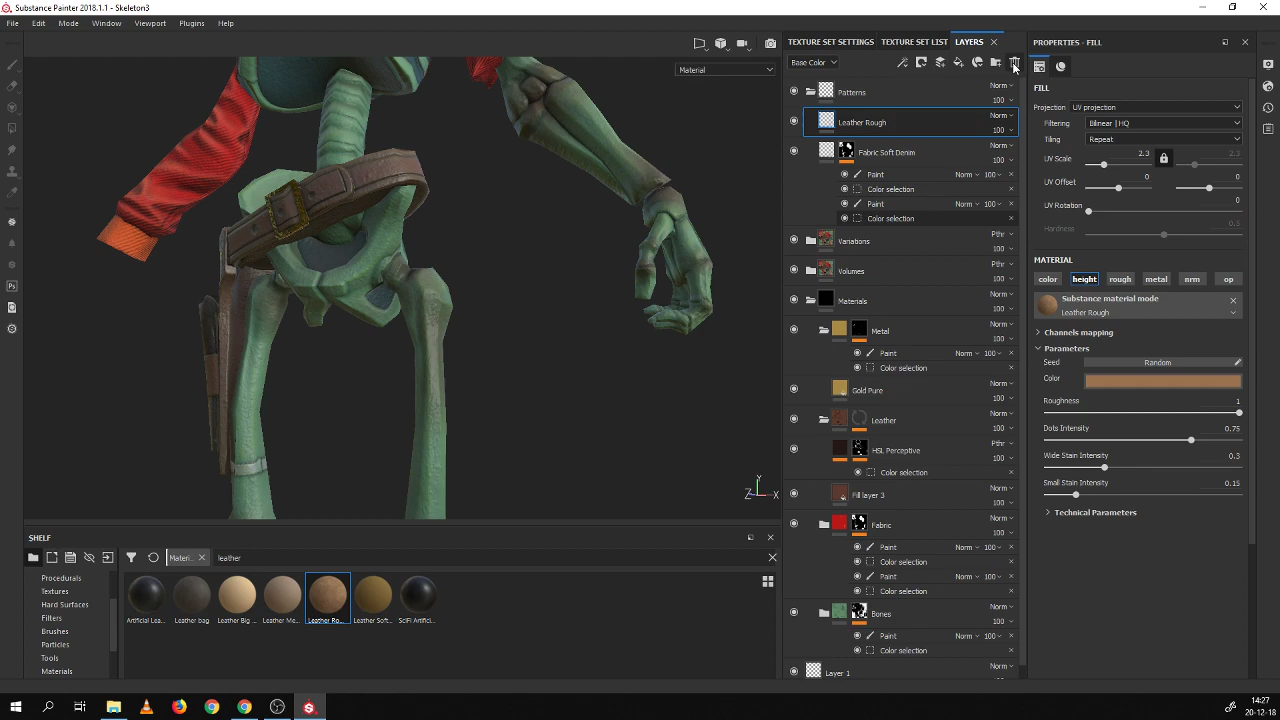 Substance Painter 2018.1.1 - Skeleton3
File Edit Mode Window Viewport Plugins Help
Material
TEXTURE SET SETTINGS TEXTURE SET LIST LAYERS
Base Color
Patterns Norm
100
Leather Rough Norm
100
Fabric Soft Denim Norm
100
Paint Norm 100
Color selection
Paint Norm 100
Color selection
Variations Pthr
100
Volumes Pthr
100
Materials Norm
100
Metal Norm
100
Paint Norm 100
Color selection
Gold Pure Norm
100
Leather Norm
100
HSL Perceptive Pthr
100
Color selection
Fill layer 3 Norm
100
Fabric Norm
100
Paint Norm 100
Color selection
Paint Norm 100
Color selection
Bones Norm
100
Paint Norm 100
Color selection
Layer 1 Norm
PROPERTIES - FILL
FILL
Projection UV projection
Filtering Bilinear | HQ
Tiling Repeat
UV Scale 2.3 2.3
UV Offset 0 0
UV Rotation 0
Hardness 0.5
MATERIAL
color height rough metal nrm op
Substance material mode
Leather Rough
Channels mapping
Parameters
Seed Random
Color
Roughness 1
Dots Intensity 0.75
Wide Stain Intensity 0.3
Small Stain Intensity 0.15
Technical Parameters
Y
Z X
SHELF
Materi... leather
Procedurals
Textures
Hard Surfaces
Filters
Brushes
Particles
Tools
Materials
Artificial Lea... Leather bag Leather Big ... Leather Me... Leather Ro... Leather Soft... SciFi Artifici...
Ps
14:27
20-12-18